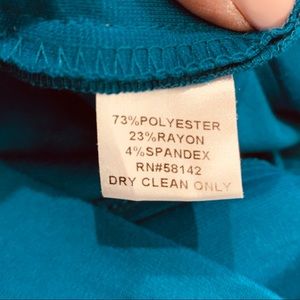 73%POLYESTER
23%RAYON
4%SPANDEX
RN#58142
DRY CLEAN ONLY